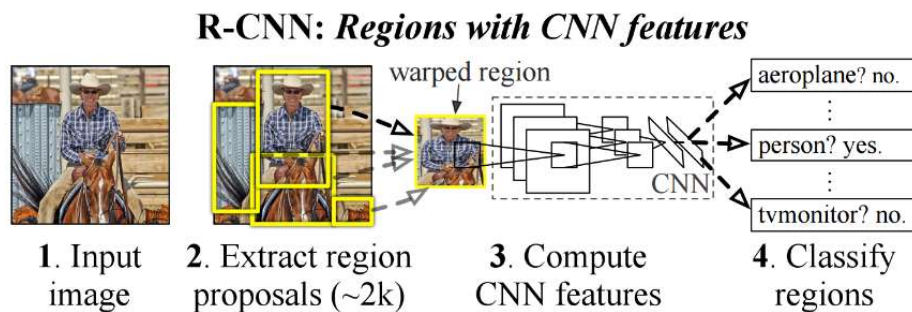 R-CNN: Regions with CNN features
warped region
aeroplane? no.
⋮
person? yes.
⋮
tvmonitor? no.
CNN
1. Input
image
2. Extract region
proposals (~2k)
3. Compute
CNN features
4. Classify
regions